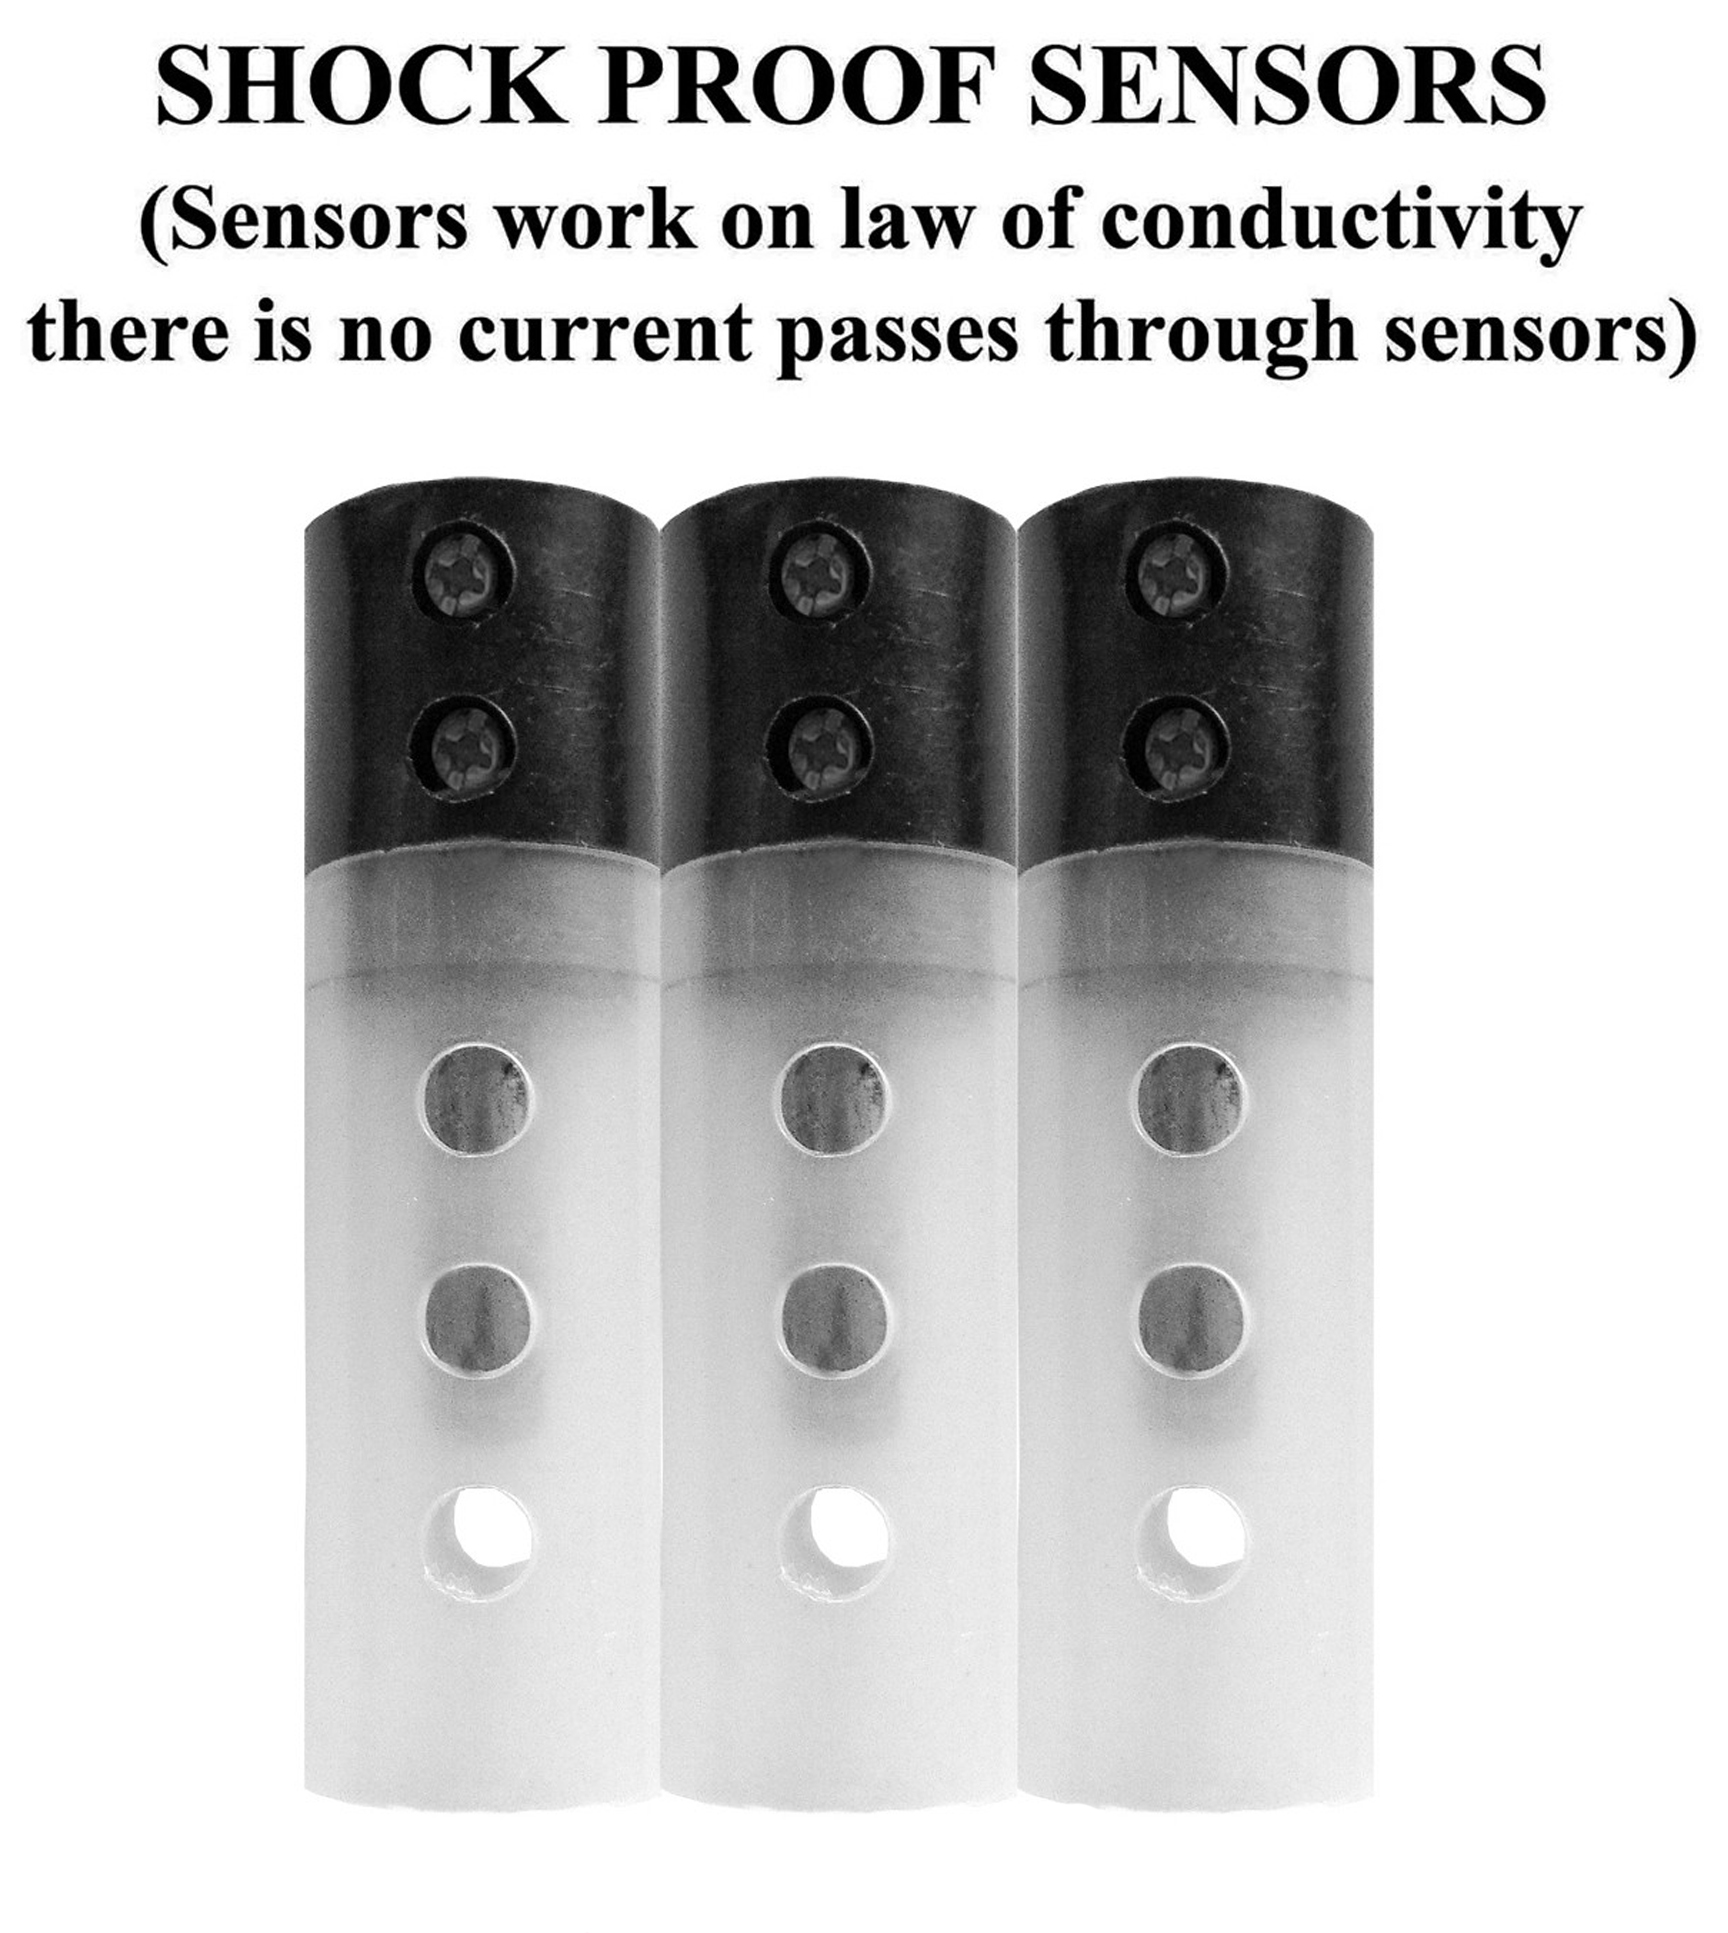 SHOCK PROOF SENSORS
(Sensors work on law of conductivity
there is no current passes through sensors)